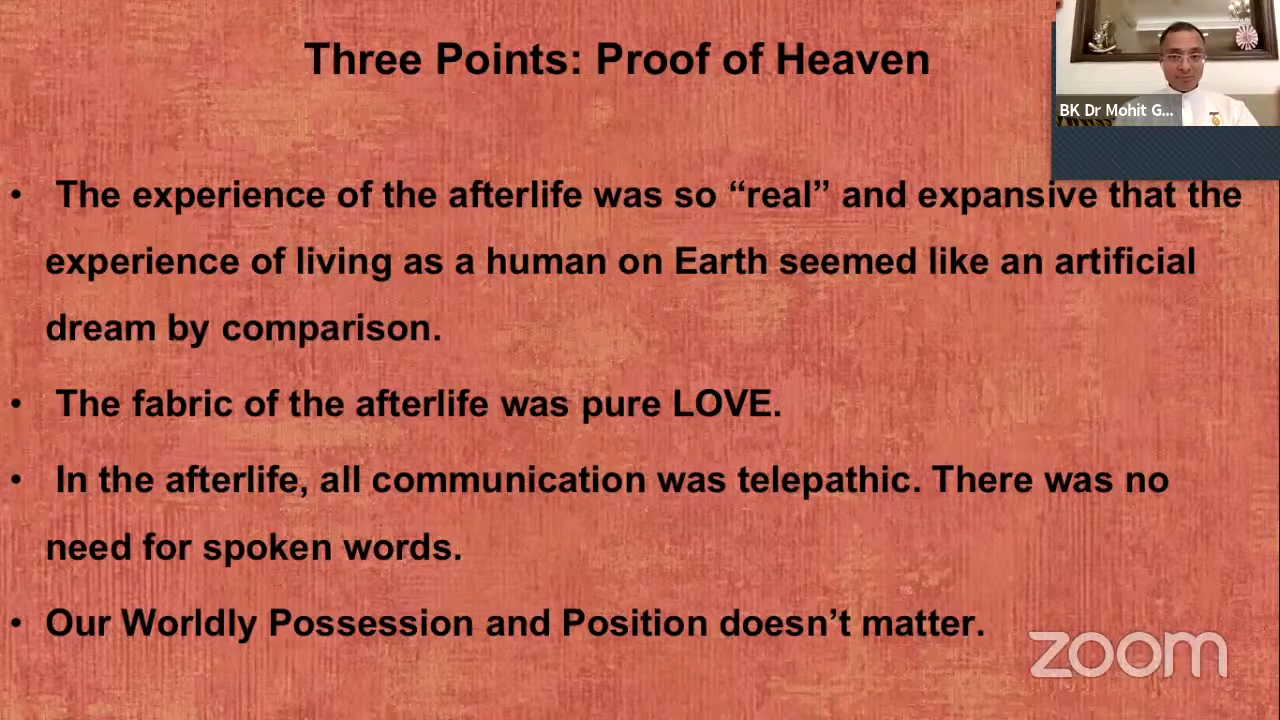 Three Points: Proof of Heaven
BK Dr Mohit G...
• The experience of the afterlife was so “real” and expansive that the
experience of living as a human on Earth seemed like an artificial
dream by comparison.
• The fabric of the afterlife was pure LOVE.
• In the afterlife, all communication was telepathic. There was no
need for spoken words.
• Our Worldly Possession and Position doesn’t matter.
zoom